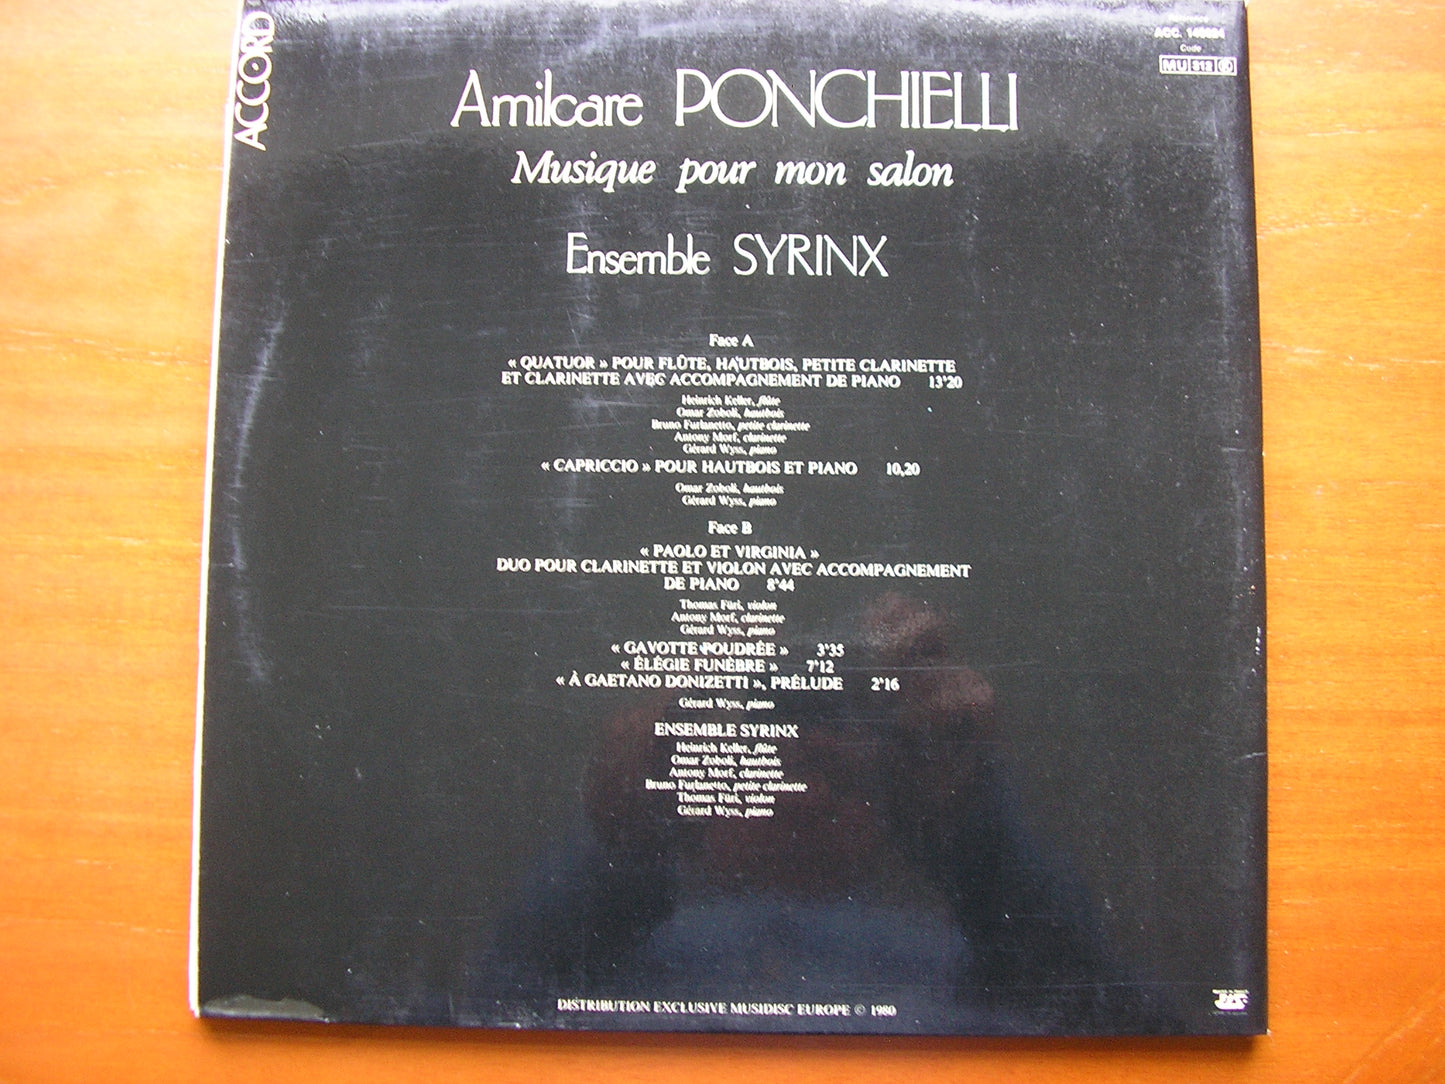 ACCORD
Code
MU 312
Amilcare PONCHIELLI
Musique pour mon salon
Ensemble SYRINX
Face A
« QUATUOR » POUR FLÛTE, HAUTBOIS, PETITE CLARINETTE
ET CLARINETTE AVEC ACCOMPAGNEMENT DE PIANO 13'20
Heinrich Keller, flûte
Omar Zoboli, hautbois
Bruno Furlanetto, petite clarinette
Antony Morf, clarinette
Gérard Wyss, piano
« CAPRICCIO » POUR HAUTBOIS ET PIANO 10,20
Omar Zoboli, hautbois
Gérard Wyss, piano
Face B
« PAOLO ET VIRGINIA »
DUO POUR CLARINETTE ET VIOLON AVEC ACCOMPAGNEMENT
DE PIANO 8'44
Thomas Füri, violon
Antony Morf, clarinette
Gérard Wyss, piano
« GAVOTTE POUDRÉE » 3'35
« ÉLÉGIE FUNÈBRE » 7'12
« À GAETANO DONIZETTI », PRÉLUDE 2'16
Gérard Wyss, piano
ENSEMBLE SYRINX
Heinrich Keller, flûte
Omar Zoboli, hautbois
Antony Morf, clarinette
Bruno Furlanetto, petite clarinette
Thomas Füri, violon
Gérard Wyss, piano
DISTRIBUTION EXCLUSIVE MUSIDISC EUROPE © 1980